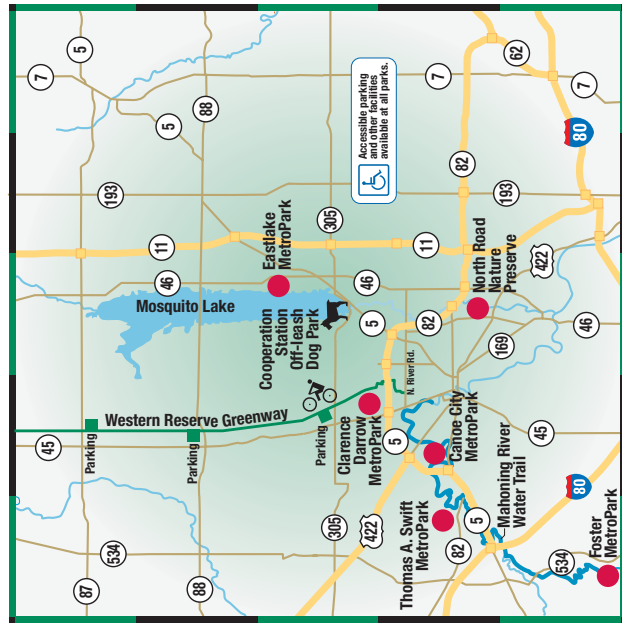 45
7
87
Parking
5
534
193
Western Reserve Greenway
Mosquito Lake
46
11
5
88
Parking
88
Cooperation
Station
Off-leash
Dog Park
Eastlake
MetroPark
305
Parking
305
422
Clarence
Darrow
MetroPark
5
46
Accessible parking
and other facilities
available at all parks.
5
N. River Rd.
Thomas A. Swift
MetroPark
82
11
7
82
Canoe City
MetroPark
82
5
Mahoning River
Water Trail
169
North Road
Nature
Preserve
193
62
45
422
534
80
46
80
7
Foster
MetroPark